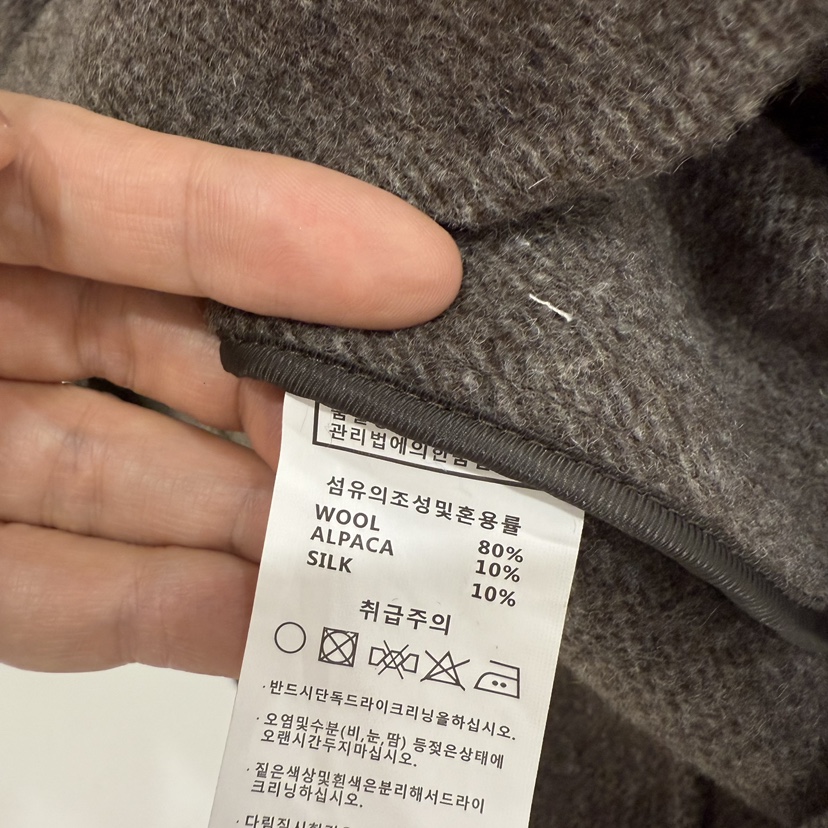 관리법에의한품
섬유의조성및혼용률
WOOL 80%
ALPACA 10%
SILK 10%
취급주의
·반드시단독드라이크리닝을하십시오.
·오염및수분(비,눈,땀) 등젖은상태에
오랜시간두지마십시오.
·짙은색상및흰색은분리해서드라이
크리닝하십시오.